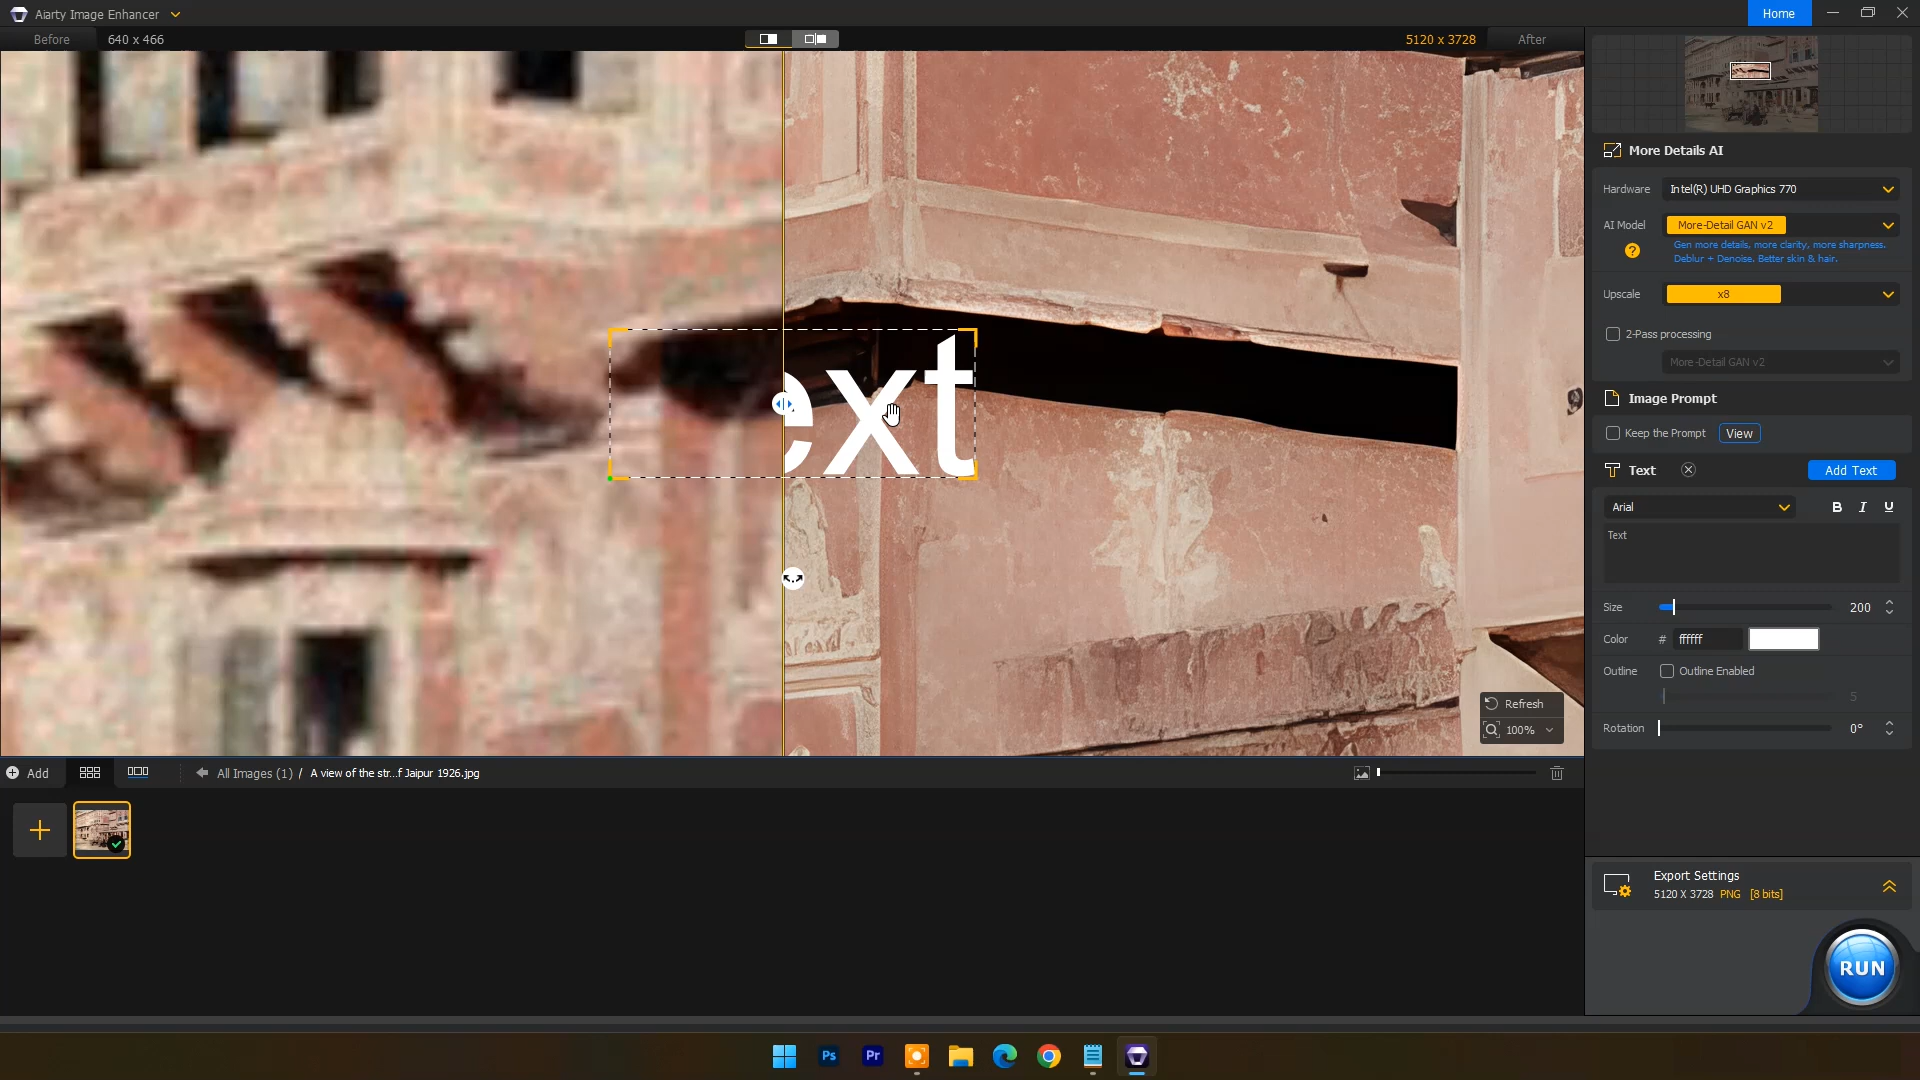 Aiarty Image Enhancer
Home
Before
640 x 466
5120 x 3728
After
More Details AI
Hardware
Intel(R) UHD Graphics 770
AI Model
More-Detail GAN v2
?
Gen more details, more clarity, more sharpness.
Deblur + Denoise. Better skin & hair.
Upscale
x8
2-Pass processing
More-Detail GAN v2
Image Prompt
Keep the Prompt
View
Text
Add Text
Arial
B I U
Text
Size
200
Color
# ffffff
Outline
Outline Enabled
5
Rotation
0°
ext
Refresh
100%
Add
All Images (1) / A view of the str...f Jaipur 1926.jpg
Export Settings
5120 X 3728 PNG [8 bits]
RUN
Ps
Pr